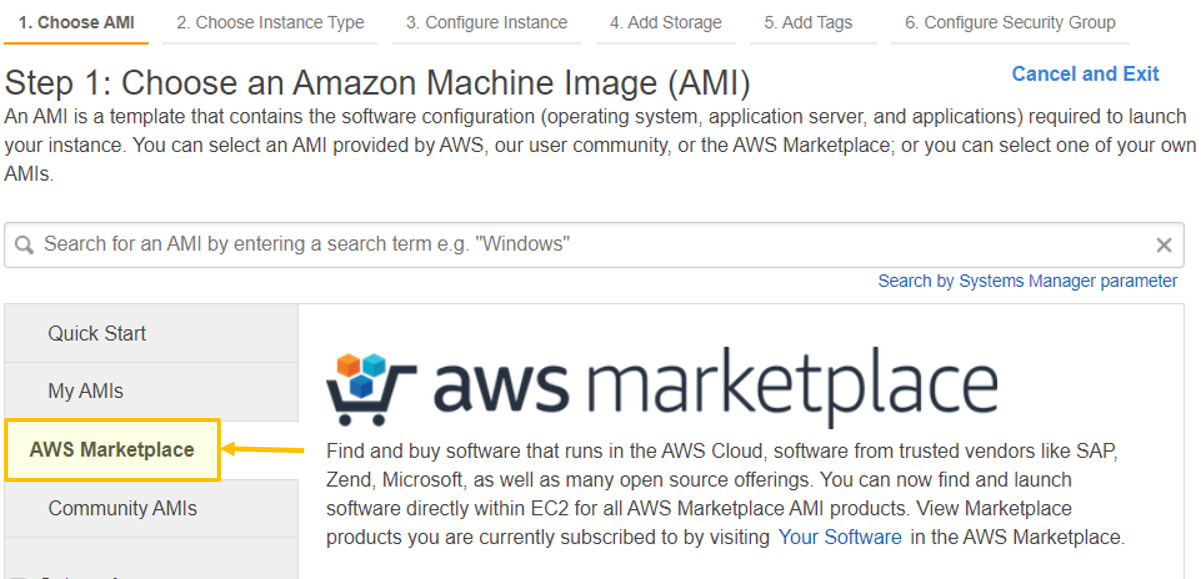 1. Choose AMI 2. Choose Instance Type 3. Configure Instance 4. Add Storage 5. Add Tags 6. Configure Security Group
Step 1: Choose an Amazon Machine Image (AMI) Cancel and Exit
An AMI is a template that contains the software configuration (operating system, application server, and applications) required to launch
your instance. You can select an AMI provided by AWS, our user community, or the AWS Marketplace; or you can select one of your own
AMIs.
Search for an AMI by entering a search term e.g. "Windows"
Search by Systems Manager parameter
Quick Start
My AMIs
AWS Marketplace
Community AMIs
aws marketplace
Find and buy software that runs in the AWS Cloud, software from trusted vendors like SAP,
Zend, Microsoft, as well as many open source offerings. You can now find and launch
software directly within EC2 for all AWS Marketplace AMI products. View Marketplace
products you are currently subscribed to by visiting Your Software in the AWS Marketplace.